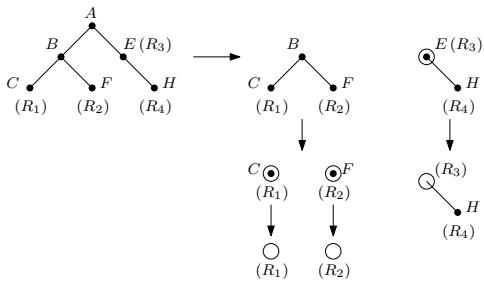 A
B E (R₃) B E (R₃)
C F H C F H
(R₁) (R₂) (R₄) (R₁) (R₂) (R₄)
C F (R₃)
(R₁) (R₂) H
(R₄)
(R₁) (R₂)